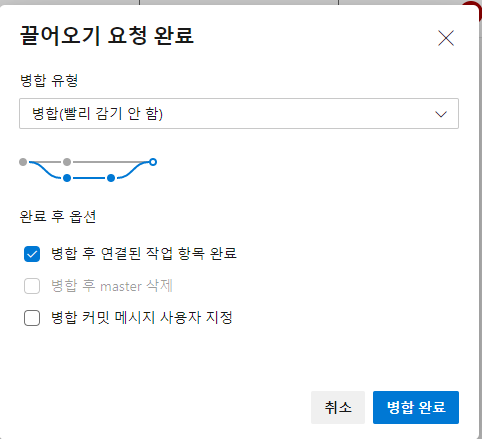 끌어오기 요청 완료
병합 유형
병합(빨리 감기 안 함)
완료 후 옵션
병합 후 연결된 작업 항목 완료
병합 후 master 삭제
병합 커밋 메시지 사용자 지정
취소
병합 완료